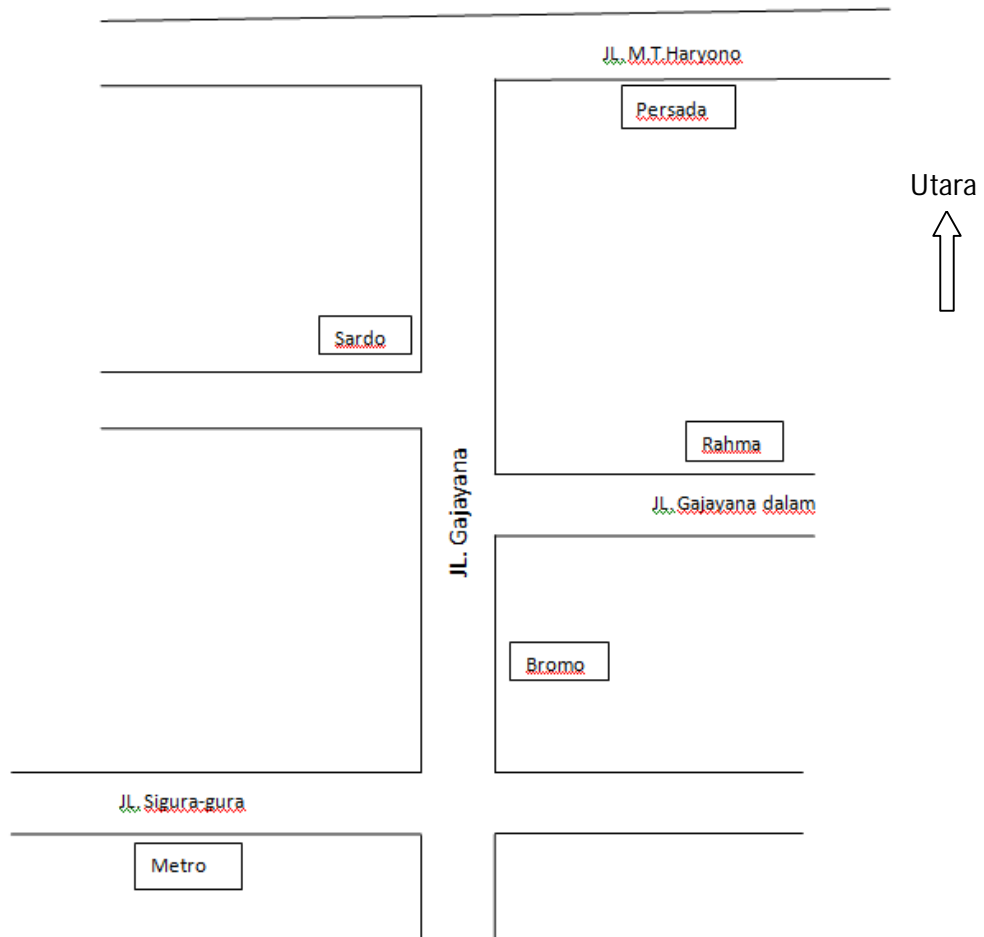 JL. M.T.Haryono
Persada
Utara
Sardo
Rahma
JL. Gajayana
JL. Gajayana dalam
Bromo
JL. Sigura-gura
Metro